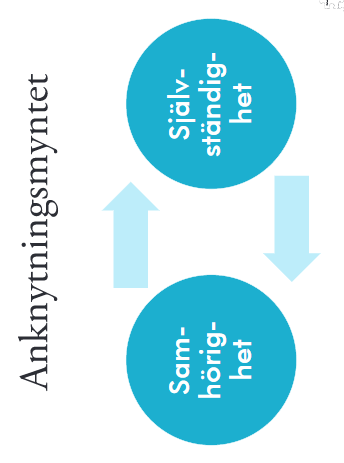 Anknytningsmyntet
Sam-
hörig-
het
Själv-
ständig-
het